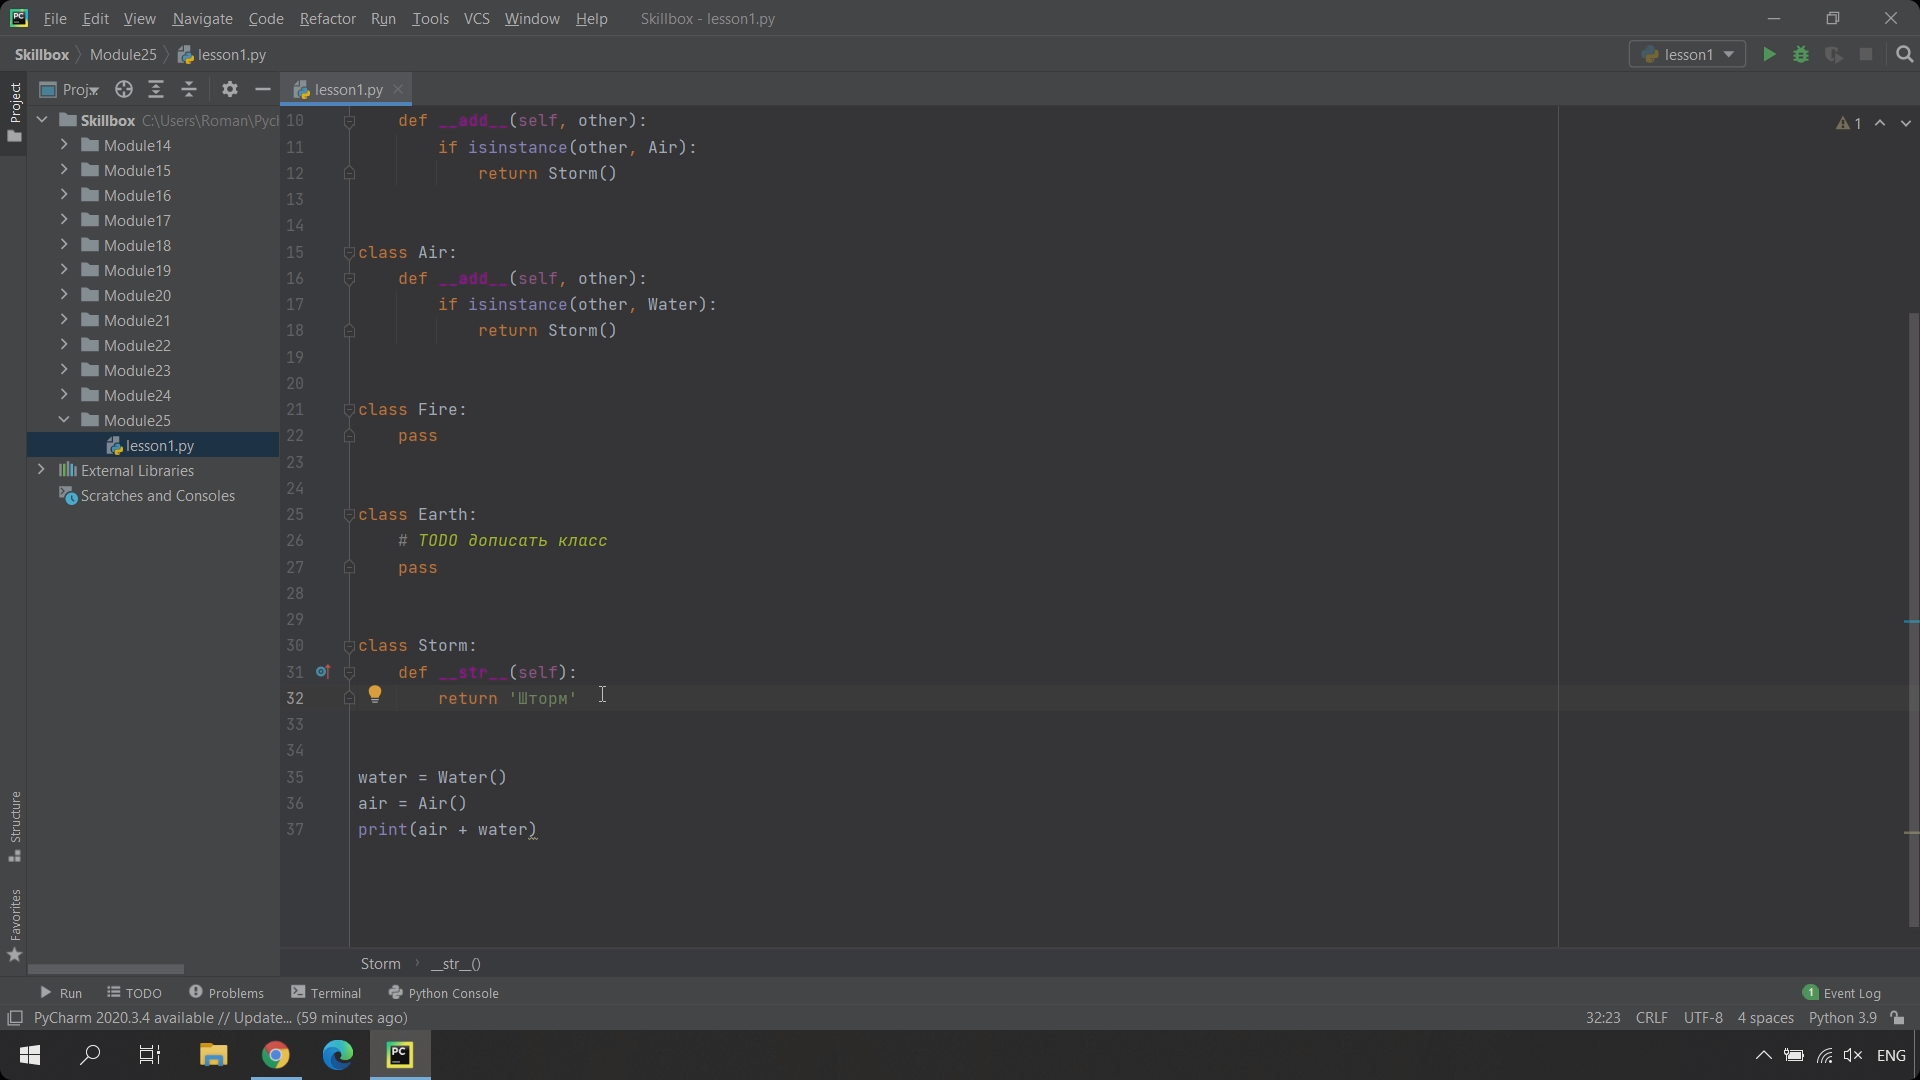 File Edit View Navigate Code Refactor Run Tools VCS Window Help Skillbox - lesson1.py
Skillbox Module25 lesson1.py lesson1
Project
Proj lesson1.py
Skillbox C:\Users\Roman\Pych
Module14
Module15
Module16
Module17
Module18
Module19
Module20
Module21
Module22
Module23
Module24
Module25
lesson1.py
External Libraries
Scratches and Consoles
1
10 def __add__(self, other):
11 if isinstance(other, Air):
12 return Storm()
13
14
15 class Air:
16 def __add__(self, other):
17 if isinstance(other, Water):
18 return Storm()
19
20
21 class Fire:
22 pass
23
24
25 class Earth:
26 # TODO дописать класс
27 pass
28
29
30 class Storm:
31 def __str__(self):
32 return 'Шторм'
33
34
35 water = Water()
36 air = Air()
37 print(air + water)
Structure
Favorites
Storm __str__()
Run TODO Problems Terminal Python Console 1 Event Log
PyCharm 2020.3.4 available // Update... (59 minutes ago) 32:23 CRLF UTF-8 4 spaces Python 3.9
PC ENG